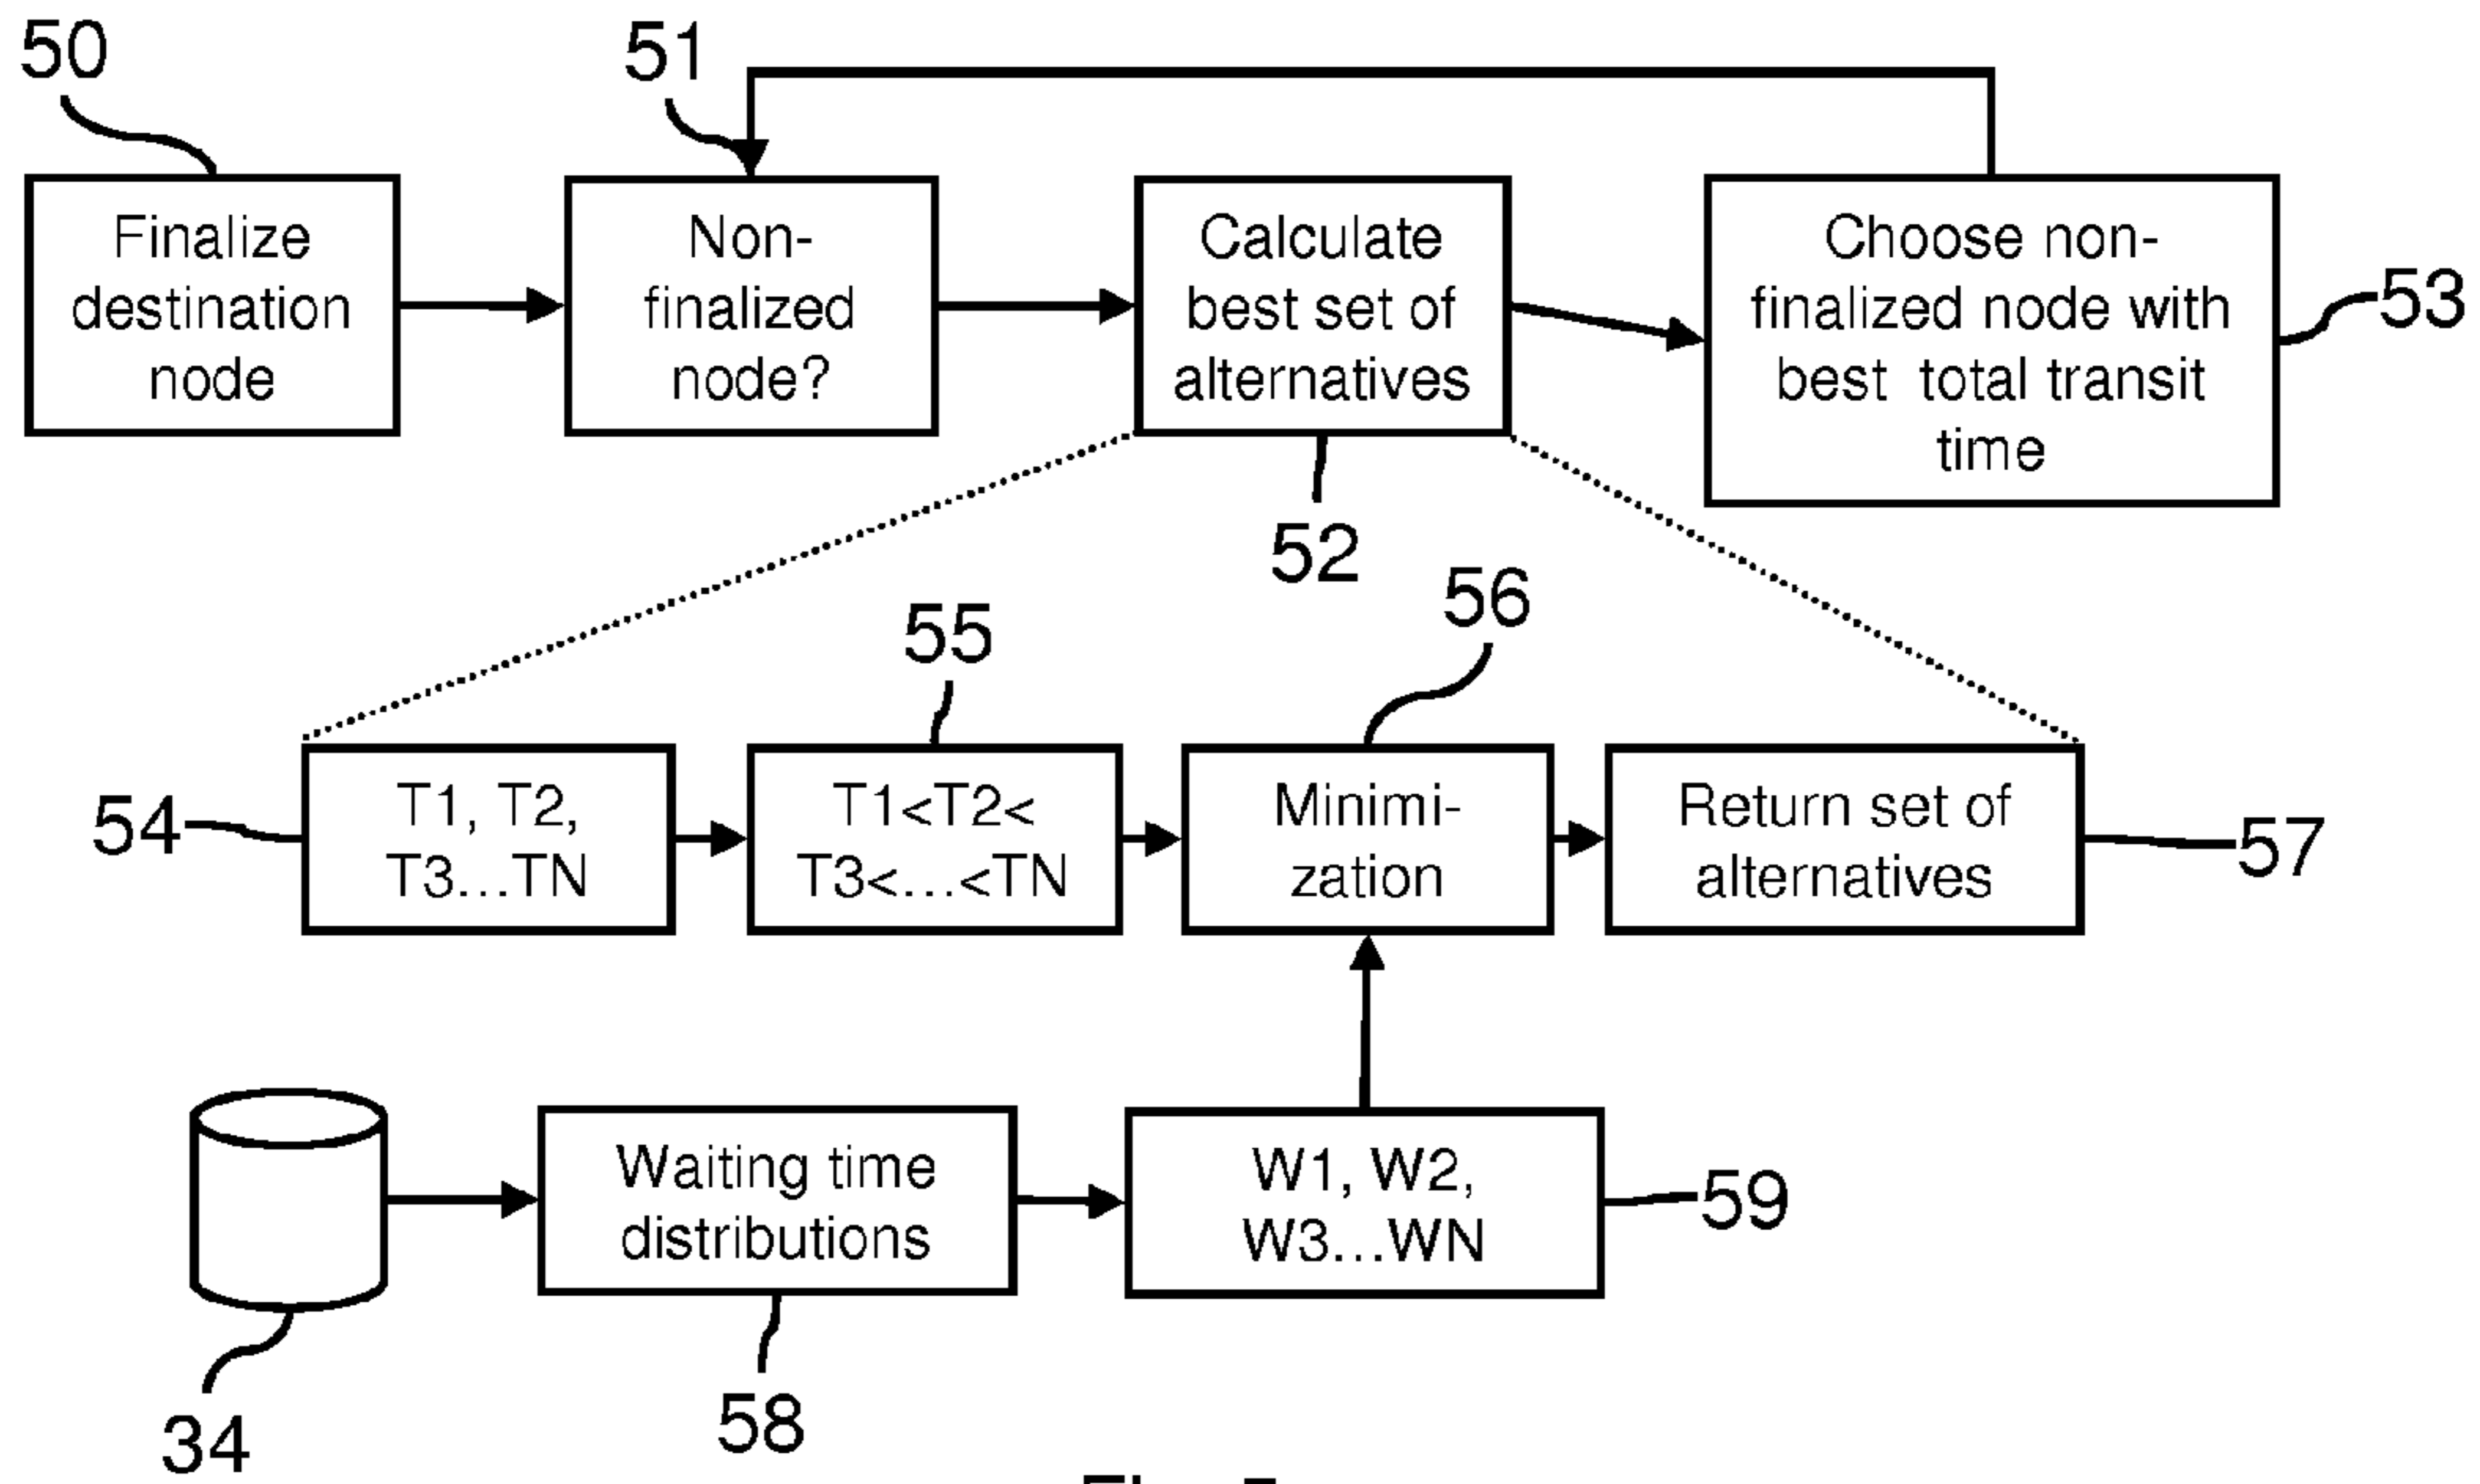 50
51
Finalize
destination
node
Non-
finalized
node?
Calculate
best set of
alternatives
Choose non-
finalized node with
best total transit
time
53
52
56
55
54
T1, T2,
T3...TN
T1<T2<
T3<...<TN
Minimi-
zation
Return set of
alternatives
57
Waiting time
distributions
W1, W2,
W3...WN
59
58
34